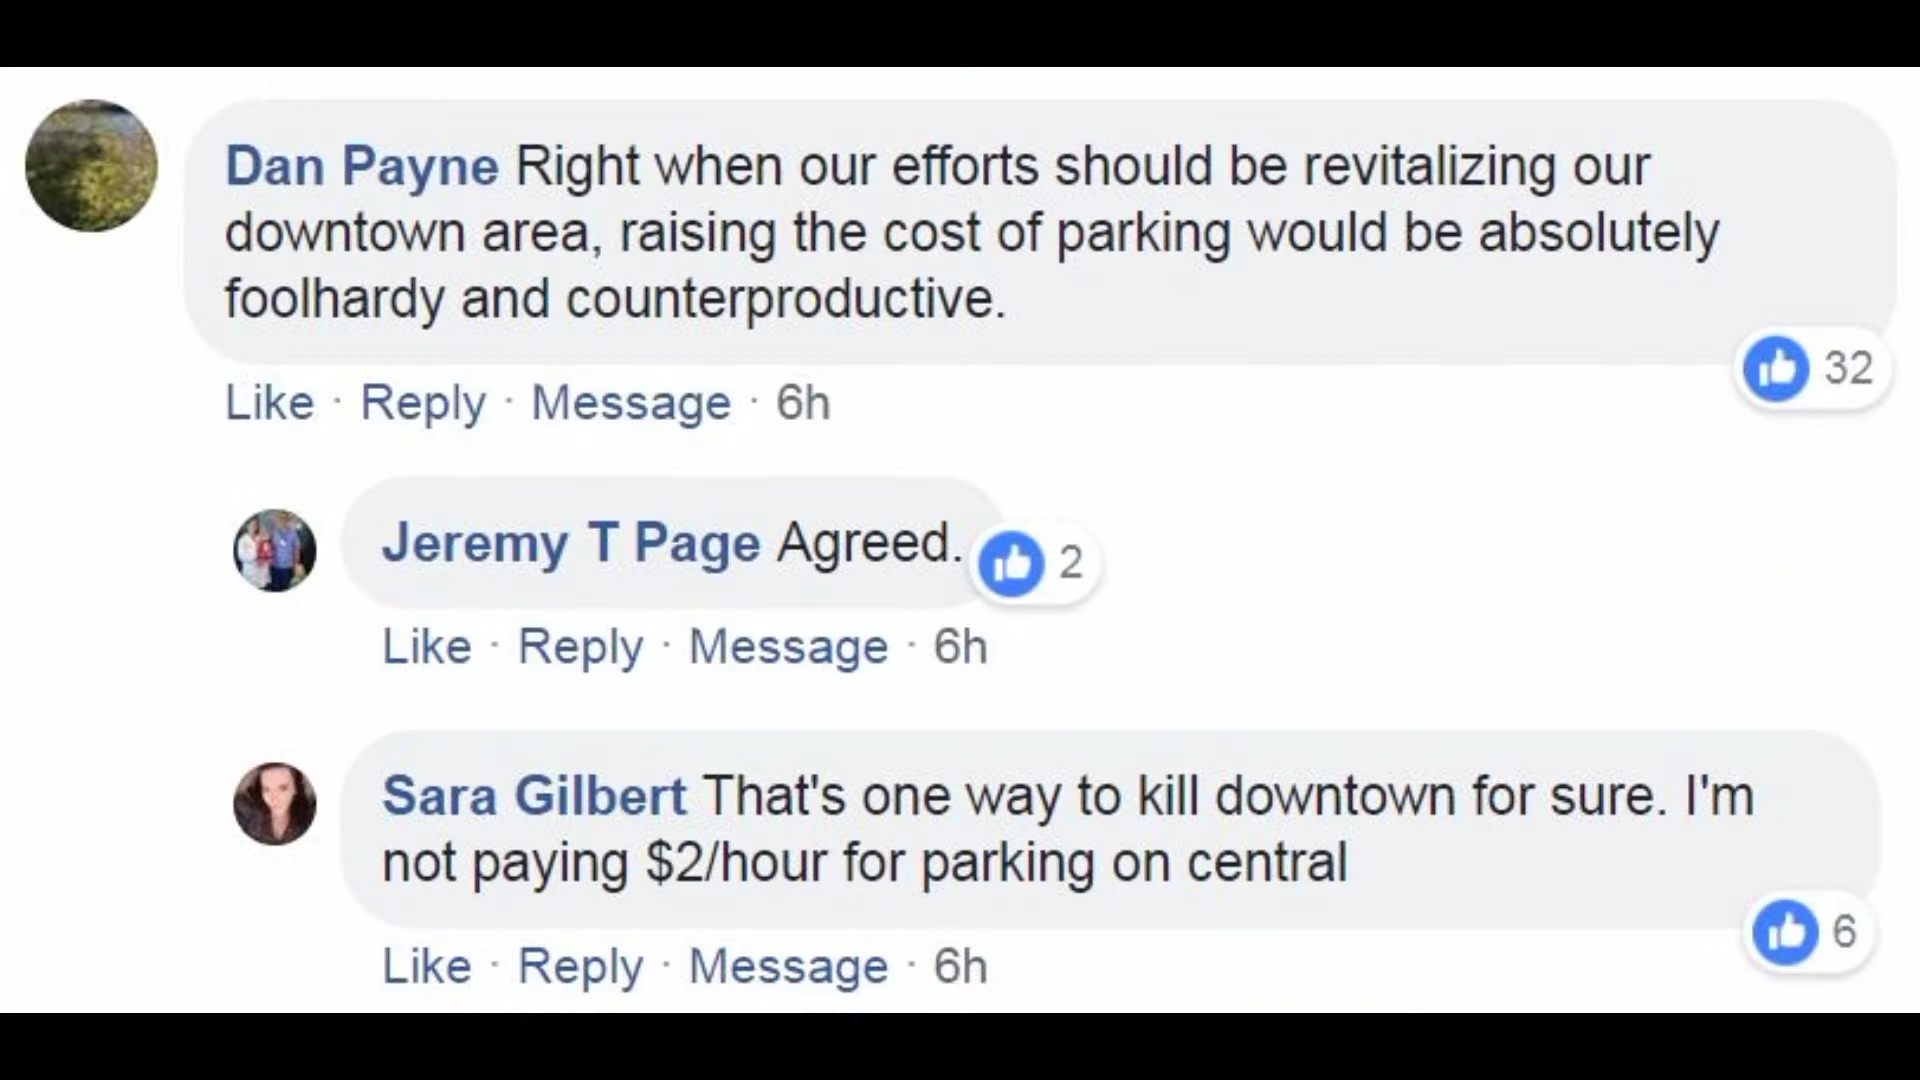 Dan Payne Right when our efforts should be revitalizing our
downtown area, raising the cost of parking would be absolutely
foolhardy and counterproductive.
32
Like · Reply · Message · 6h
Jeremy T Page Agreed.
2
Like · Reply · Message · 6h
Sara Gilbert That's one way to kill downtown for sure. I'm
not paying $2/hour for parking on central
6
Like · Reply · Message · 6h